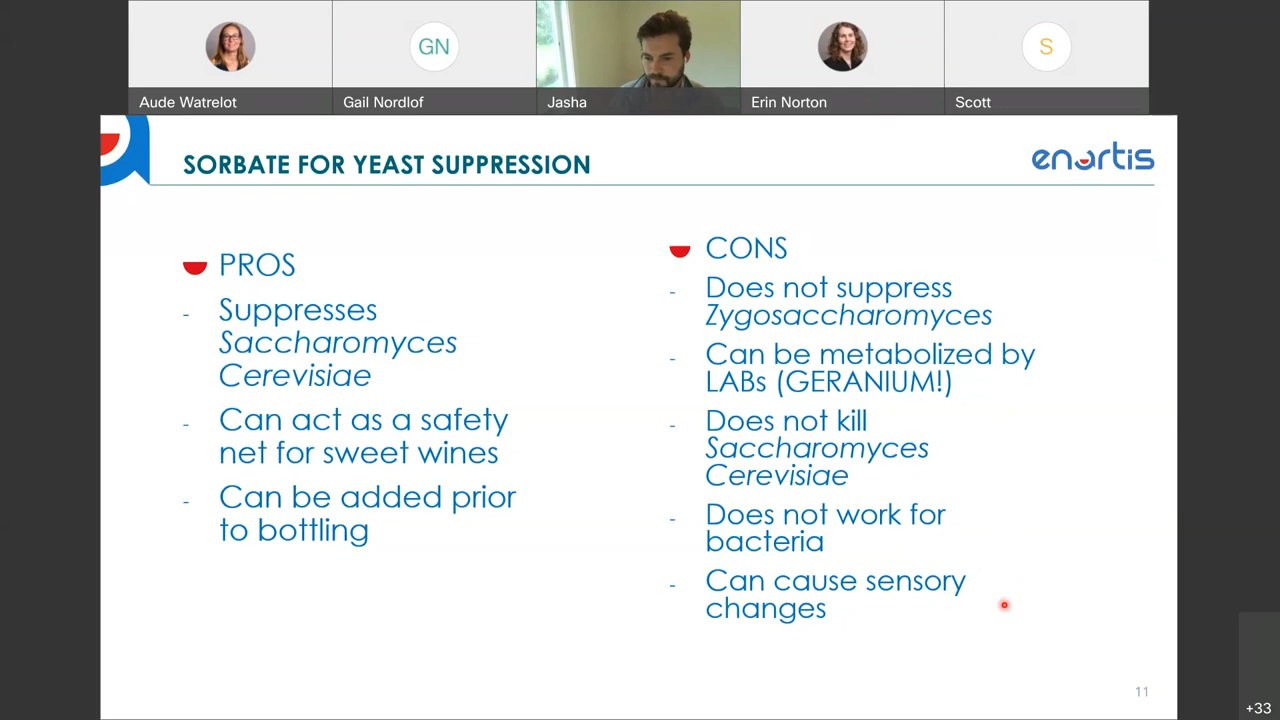 GN
S
Aude Watrelot
Gail Nordlof
Jasha
Erin Norton
Scott
SORBATE FOR YEAST SUPPRESSION
enartis
PROS
- Suppresses
Saccharomyces
Cerevisiae
- Can act as a safety
net for sweet wines
- Can be added prior
to bottling
CONS
- Does not suppress
Zygosaccharomyces
- Can be metabolized by
LABs (GERANIUM!)
- Does not kill
Saccharomyces
Cerevisiae
- Does not work for
bacteria
- Can cause sensory
changes
11
+33